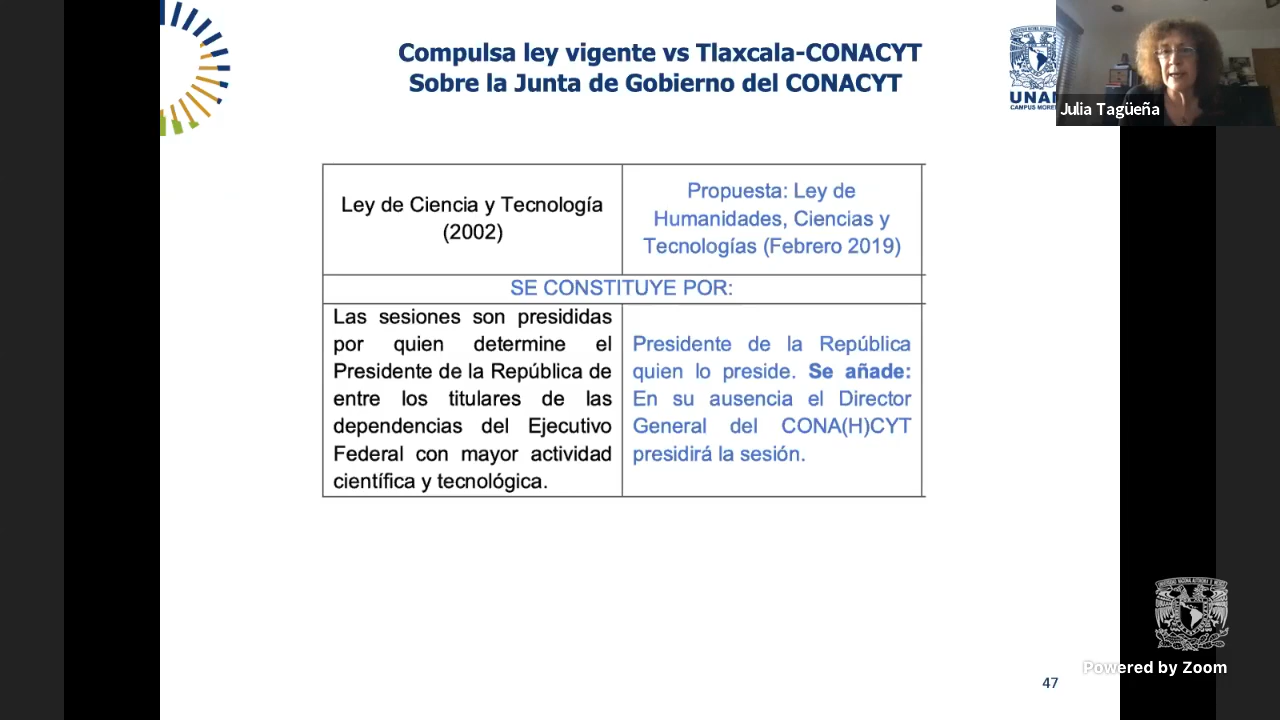 Compulsa ley vigente vs Tlaxcala-CONACYT
Sobre la Junta de Gobierno del CONACYT
UNA
CAMPUS MORE
Julia Tagüeña
Ley de Ciencia y Tecnología
(2002)
Propuesta: Ley de
Humanidades, Ciencias y
Tecnologías (Febrero 2019)
SE CONSTITUYE POR:
Las sesiones son presididas
por quien determine el
Presidente de la República de
entre los titulares de las
dependencias del Ejecutivo
Federal con mayor actividad
científica y tecnológica.
Presidente de la República
quien lo preside. Se añade:
En su ausencia el Director
General del CONA(H)CYT
presidirá la sesión.
Powered by Zoom
47